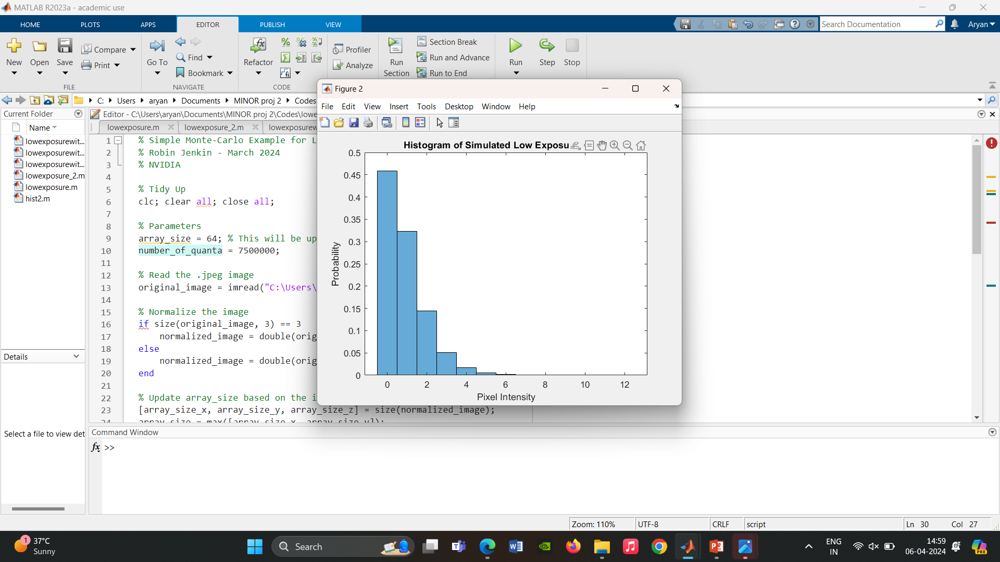 MATLAB R2023a - academic use
HOME PLOTS APPS EDITOR PUBLISH VIEW
Search Documentation
Aryan
New Open Save Compare Print
FILE
Go To Find Bookmark
NAVIGATE
Refactor
CODE
Profiler
Analyze
Run Section
Section Break
Run and Advance
Run to End
Run Step Stop
C: Users aryan Documents MINOR proj 2 Codes
Current Folder
Name
lowexposurewit...
lowexposurewit...
lowexposurewit...
lowexposure_2.m
lowexposure.m
hist2.m
Details
Select a file to view det
Editor - C:\Users\aryan\Documents\MINOR proj 2\Codes\lowe
lowexposure.m lowexposure_2.m lowexposurew
1 % Simple Monte-Carlo Example for L
2 % Robin Jenkin - March 2024
3 % NVIDIA
4
5 % Tidy Up
6 clc; clear all; close all;
7
8 % Parameters
9 array_size = 64; % This will be up
10 number_of_quanta = 7500000;
11
12 % Read the .jpeg image
13 original_image = imread("C:\Users\
14
15 % Normalize the image
16 if size(original_image, 3) == 3
17 normalized_image = double(orig
18 else
19 normalized_image = double(orig
20 end
21
22 % Update array_size based on the i
23 [array_size_x, array_size_y, array_size_z] = size(normalized_image);
24 array_size = max([array_size_x, array_size_y]);
Figure 2
File Edit View Insert Tools Desktop Window Help
Histogram of Simulated Low Exposu
0.5
0.45
0.4
0.35
0.3
0.25
0.2
0.15
0.1
0.05
0
Probability
0 2 4 6 8 10 12
Pixel Intensity
Command Window
fx >>
Zoom: 110% UTF-8 CRLF script Ln 30 Col 27
1
37°C
Sunny
Search
ENG
IN
14:59
06-04-2024
PRE